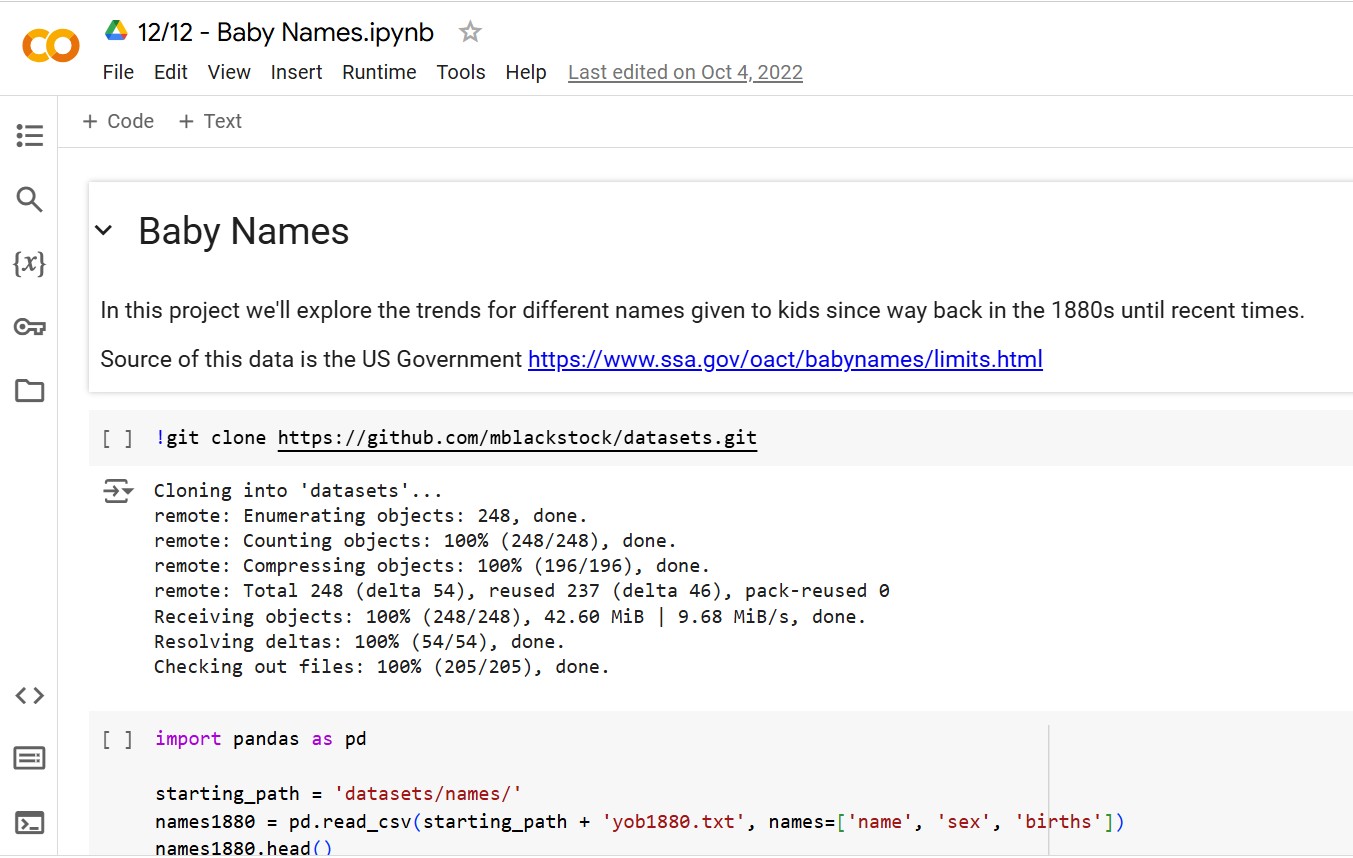 12/12 - Baby Names.ipynb
File Edit View Insert Runtime Tools Help Last edited on Oct 4, 2022
+ Code + Text
Baby Names
In this project we'll explore the trends for different names given to kids since way back in the 1880s until recent times.
Source of this data is the US Government https://www.ssa.gov/oact/babynames/limits.html
[ ] !git clone https://github.com/mblackstock/datasets.git
Cloning into 'datasets'...
remote: Enumerating objects: 248, done.
remote: Counting objects: 100% (248/248), done.
remote: Compressing objects: 100% (196/196), done.
remote: Total 248 (delta 54), reused 237 (delta 46), pack-reused 0
Receiving objects: 100% (248/248), 42.60 MiB | 9.68 MiB/s, done.
Resolving deltas: 100% (54/54), done.
Checking out files: 100% (205/205), done.
[ ] import pandas as pd
starting_path = 'datasets/names/'
names1880 = pd.read_csv(starting_path + 'yob1880.txt', names=['name', 'sex', 'births'])
names1880.head()